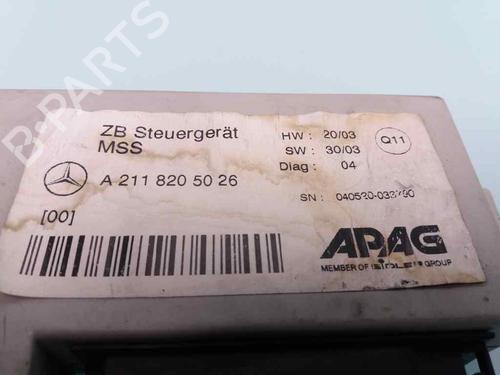 B-PARTS
ZB Steuergerät
MSS
HW : 20/03
SW : 30/03
Diag : 04
Q11
A 211 820 50 26
[00]
APAG
MEMBER OF GROUP